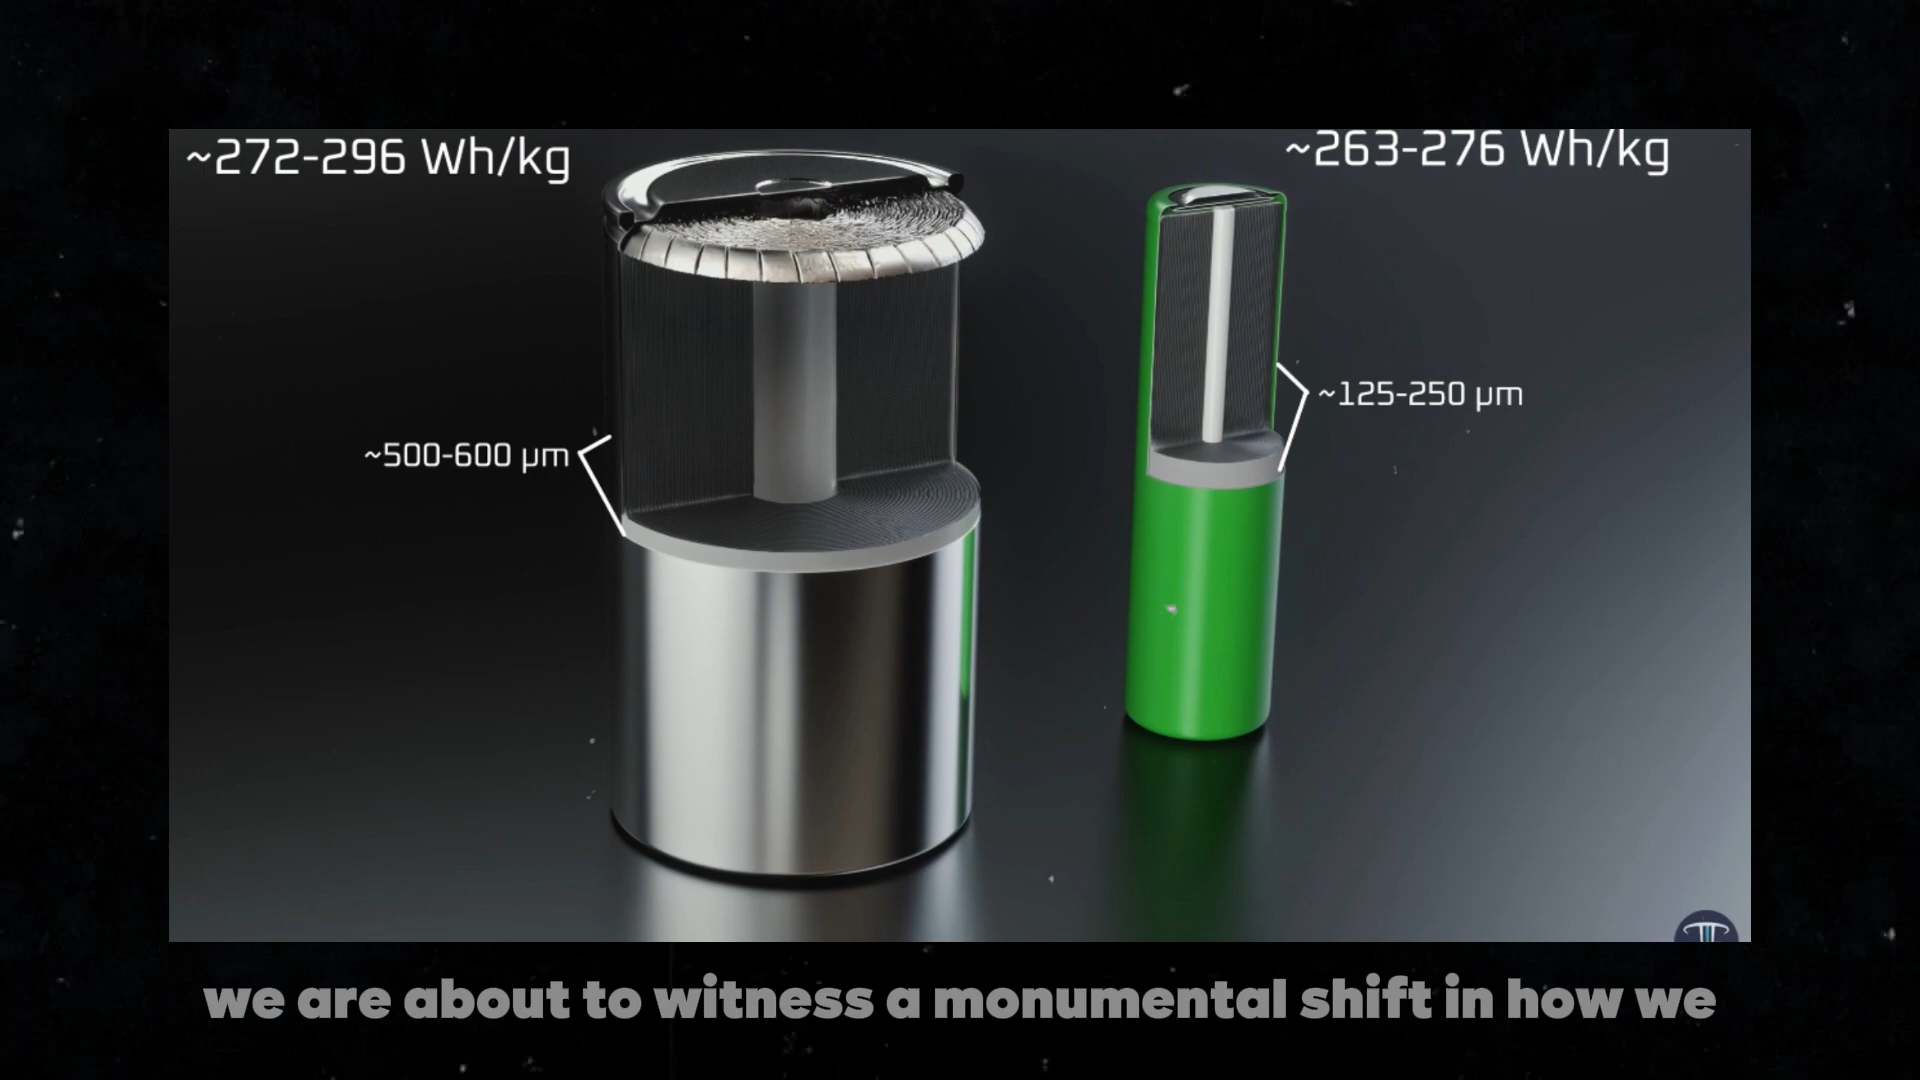 ~272-296 Wh/kg
~263-276 Wh/kg
~125-250 µm
~500-600 µm
we are about to witness a monumental shift in how we